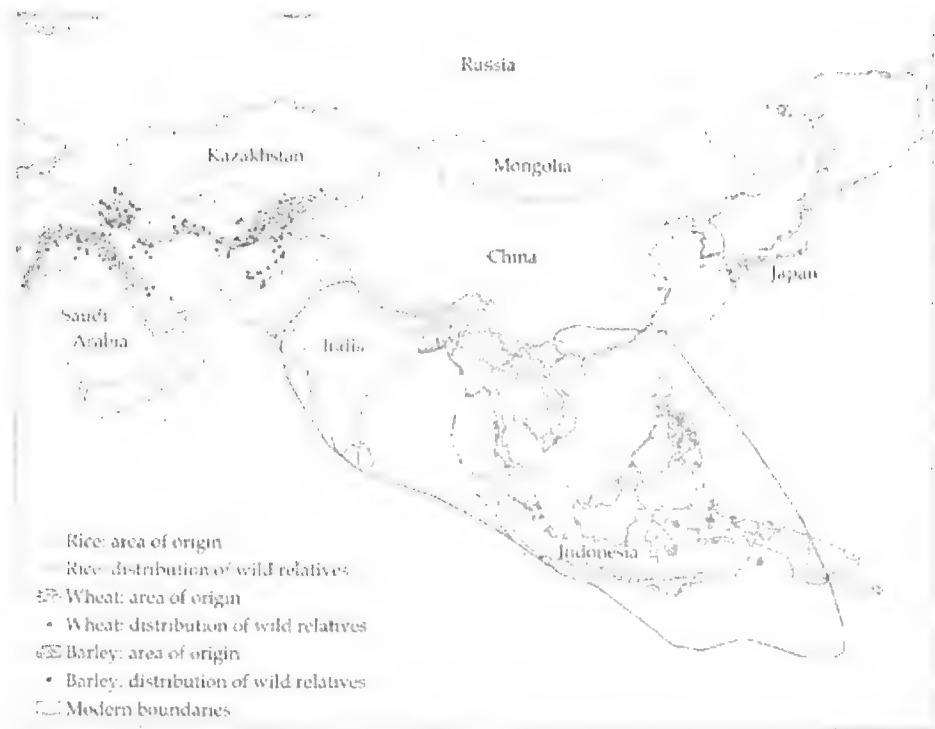 Russia
Kazakhstan
Mongolia
China
Japan
Saudi
Arabia
India
Indonesia
Rice: area of origin
Rice: distribution of wild relatives
Wheat: area of origin
Wheat: distribution of wild relatives
Barley: area of origin
Barley: distribution of wild relatives
Modern boundaries